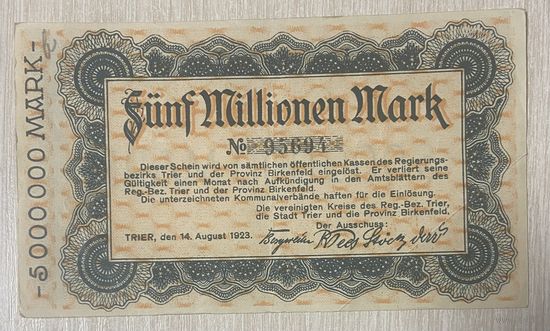 -5 000 000 MARK-
Fünf Millionen Mark
No 95694
Dieser Schein wird von sämtlichen öffentlichen Kassen des Regierungs-
bezirks Trier und der Provinz Birkenfeld eingelöst. Er verliert seine
Gültigkeit einen Monat nach Aufkündigung in den Amtsblättern des
Reg.-Bez. Trier und der Provinz Birkenfeld.
Die unterzeichneten Kommunalverbände haften für die Einlösung.
Die vereinigten Kreise des Reg.-Bez. Trier,
die Stadt Trier und die Provinz Birkenfeld.
Der Ausschuss:
TRIER, den 14. August 1923.